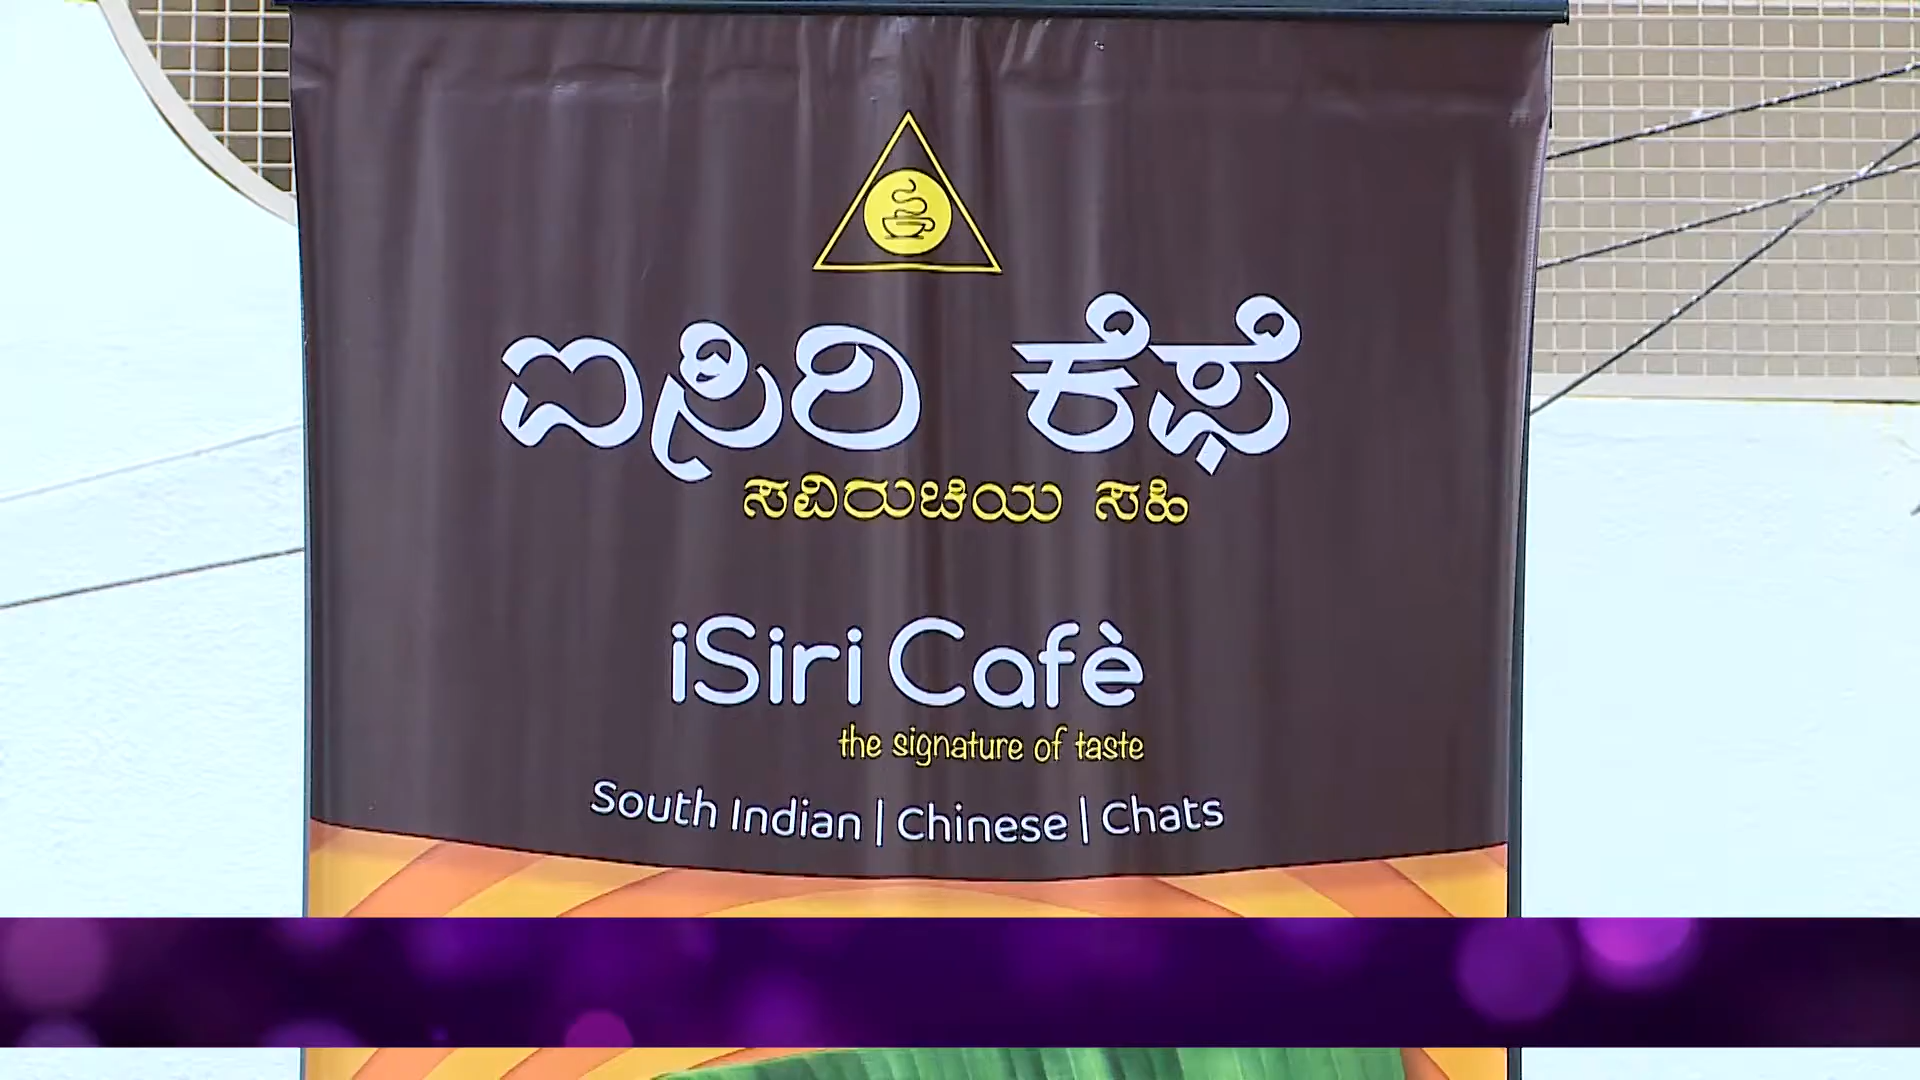 ಐಸಿರಿ ಕೆಫೆ
ಸವಿರುಚಿಯ ಸಹಿ
iSiri Cafè
the signature of taste
South Indian | Chinese | Chats